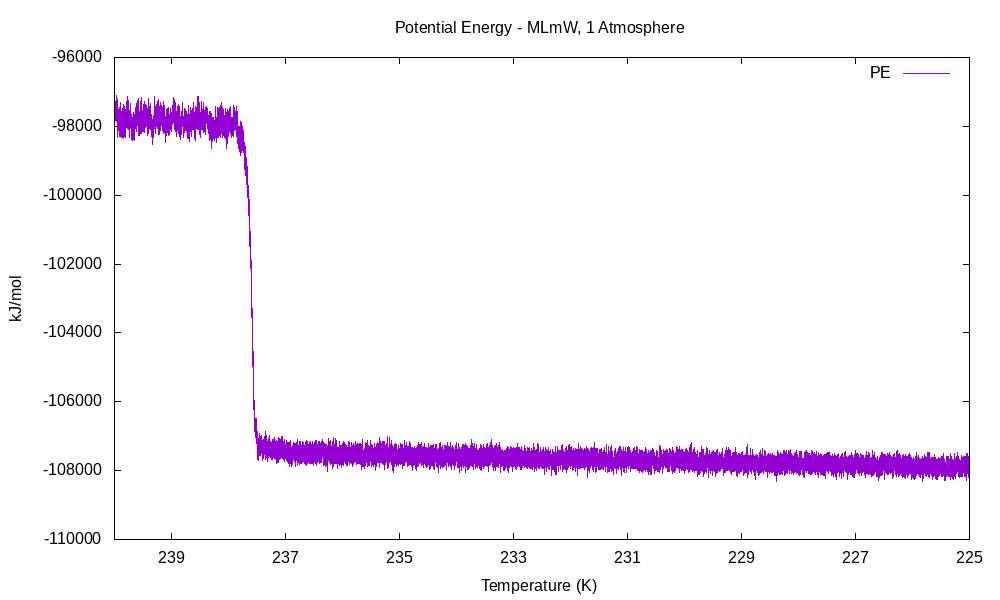 Potential Energy - MLmW, 1 Atmosphere
PE
-96000
-98000
-100000
-102000
-104000
-106000
-108000
-110000
kJ/mol
239 237 235 233 231 229 227 225
Temperature (K)